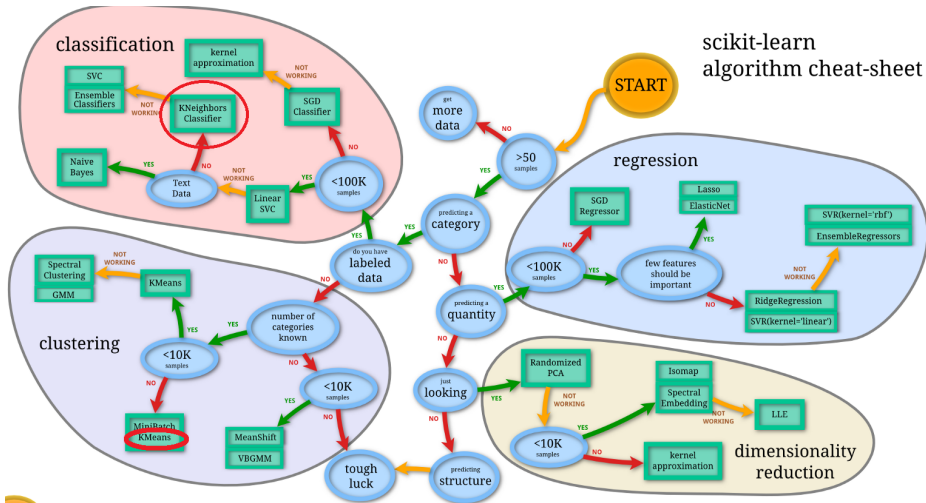 scikit-learn
algorithm cheat-sheet
START
classification
kernel
approximation
NOT
WORKING
SVC
Ensemble
Classifiers
NOT
WORKING
KNeighbors
Classifier
SGD
Classifier
NO
Naive
Bayes
YES
Text
Data
NO
NOT
WORKING
Linear
SVC
YES
<100K
samples
get
more
data
NO
>50
samples
YES
predicting a
category
YES
do you have
labeled
data
YES
NO
NO
regression
SGD
Regressor
NO
<100K
samples
YES
YES
Lasso
ElasticNet
YES
few features
should be
important
NO
SVR(kernel='rbf')
EnsembleRegressors
NOT
WORKING
RidgeRegression
SVR(kernel='linear')
predicting a
quantity
NO
clustering
Spectral
Clustering
GMM
NOT
WORKING
KMeans
YES
number of
categories
known
YES
NO
<10K
samples
NO
MiniBatch
KMeans
<10K
samples
YES
NO
MeanShift
VBGMM
just
looking
YES
NO
tough
luck
predicting
structure
dimensionality
reduction
Randomized
PCA
NOT
WORKING
<10K
samples
YES
NO
Isomap
Spectral
Embedding
NOT
WORKING
LLE
kernel
approximation